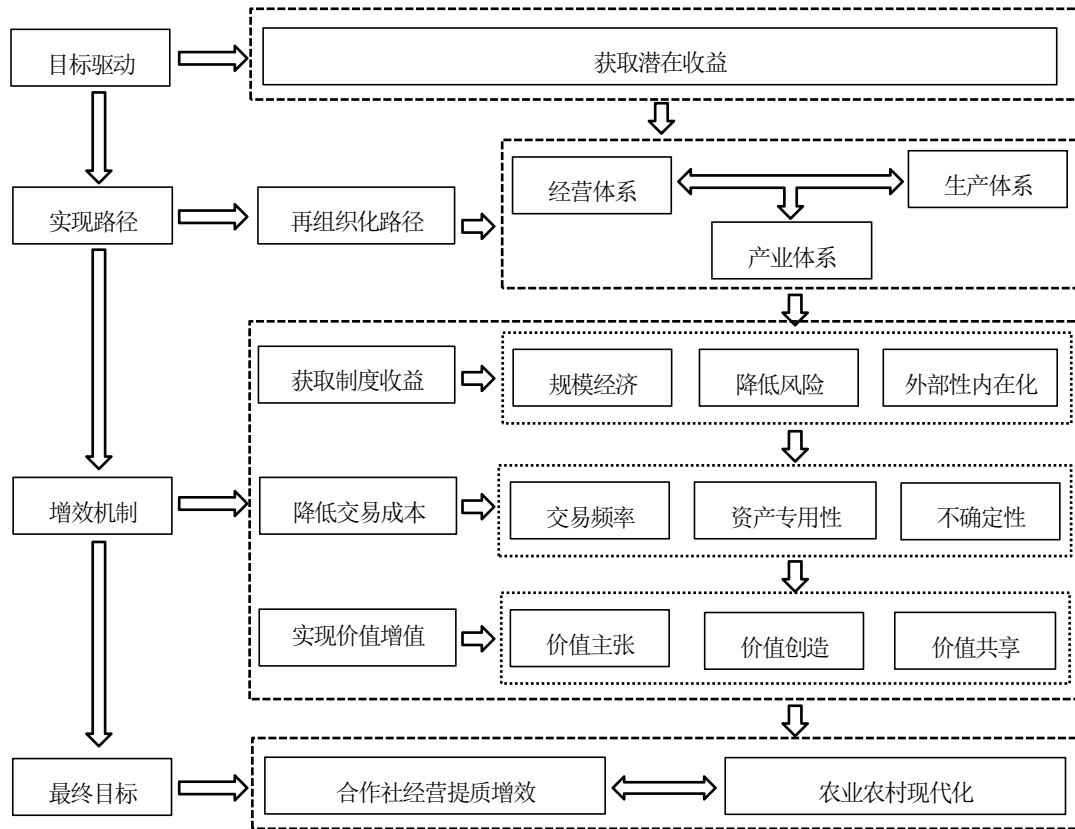 目标驱动
获取潜在收益
经营体系
生产体系
实现路径
再组织化路径
产业体系
获取制度收益
规模经济
降低风险
外部性内在化
增效机制
降低交易成本
交易频率
资产专用性
不确定性
实现价值增值
价值主张
价值创造
价值共享
最终目标
合作社经营提质增效
农业农村现代化